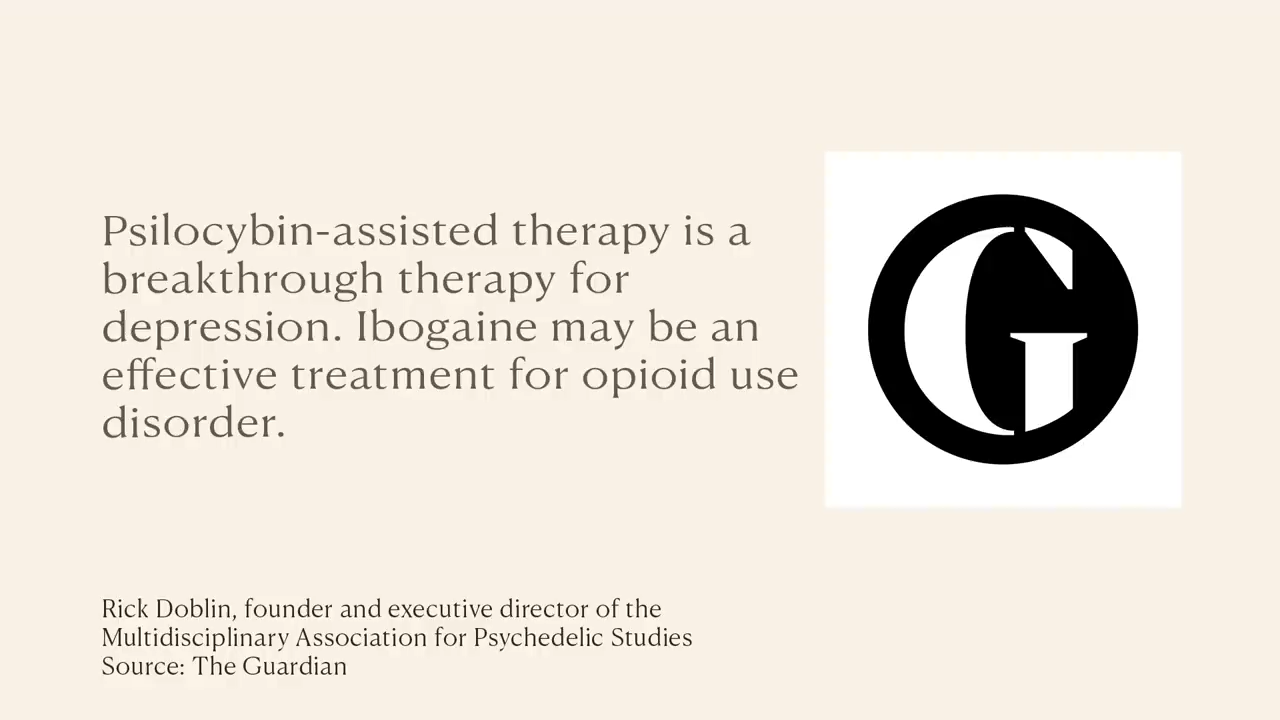 Psilocybin-assisted therapy is a
breakthrough therapy for
depression. Ibogaine may be an
effective treatment for opioid use
disorder.
G
Rick Doblin, founder and executive director of the
Multidisciplinary Association for Psychedelic Studies
Source: The Guardian